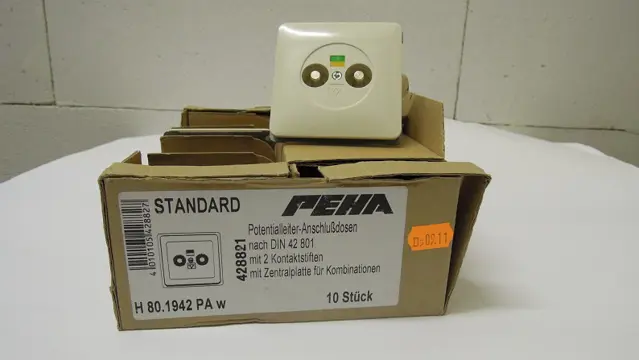 STANDARD
PEHA
4010105428827
428821
Potentialleiter-Anschlußdosen
nach DIN 42 801
mit 2 Kontaktstiften
mit Zentralplatte für Kombinationen
H 80.1942 PA w
10 Stück